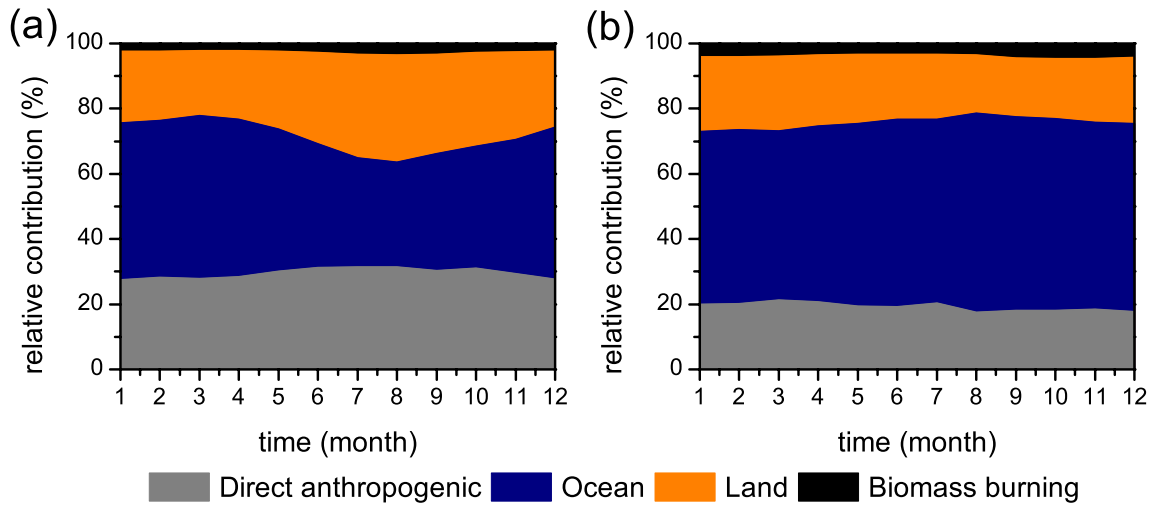 (a)
relative contribution (%)
100
80
60
40
20
0
1 2 3 4 5 6 7 8 9 10 11 12
time (month)
(b)
relative contribution (%)
100
80
60
40
20
0
1 2 3 4 5 6 7 8 9 10 11 12
time (month)
Direct anthropogenic Ocean Land Biomass burning